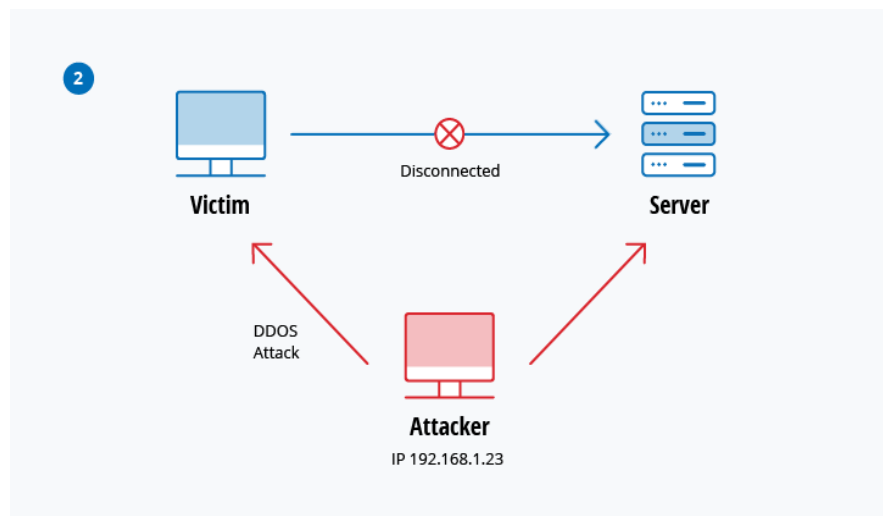 2
Disconnected
Victim
Server
DDOS
Attack
Attacker
IP 192.168.1.23